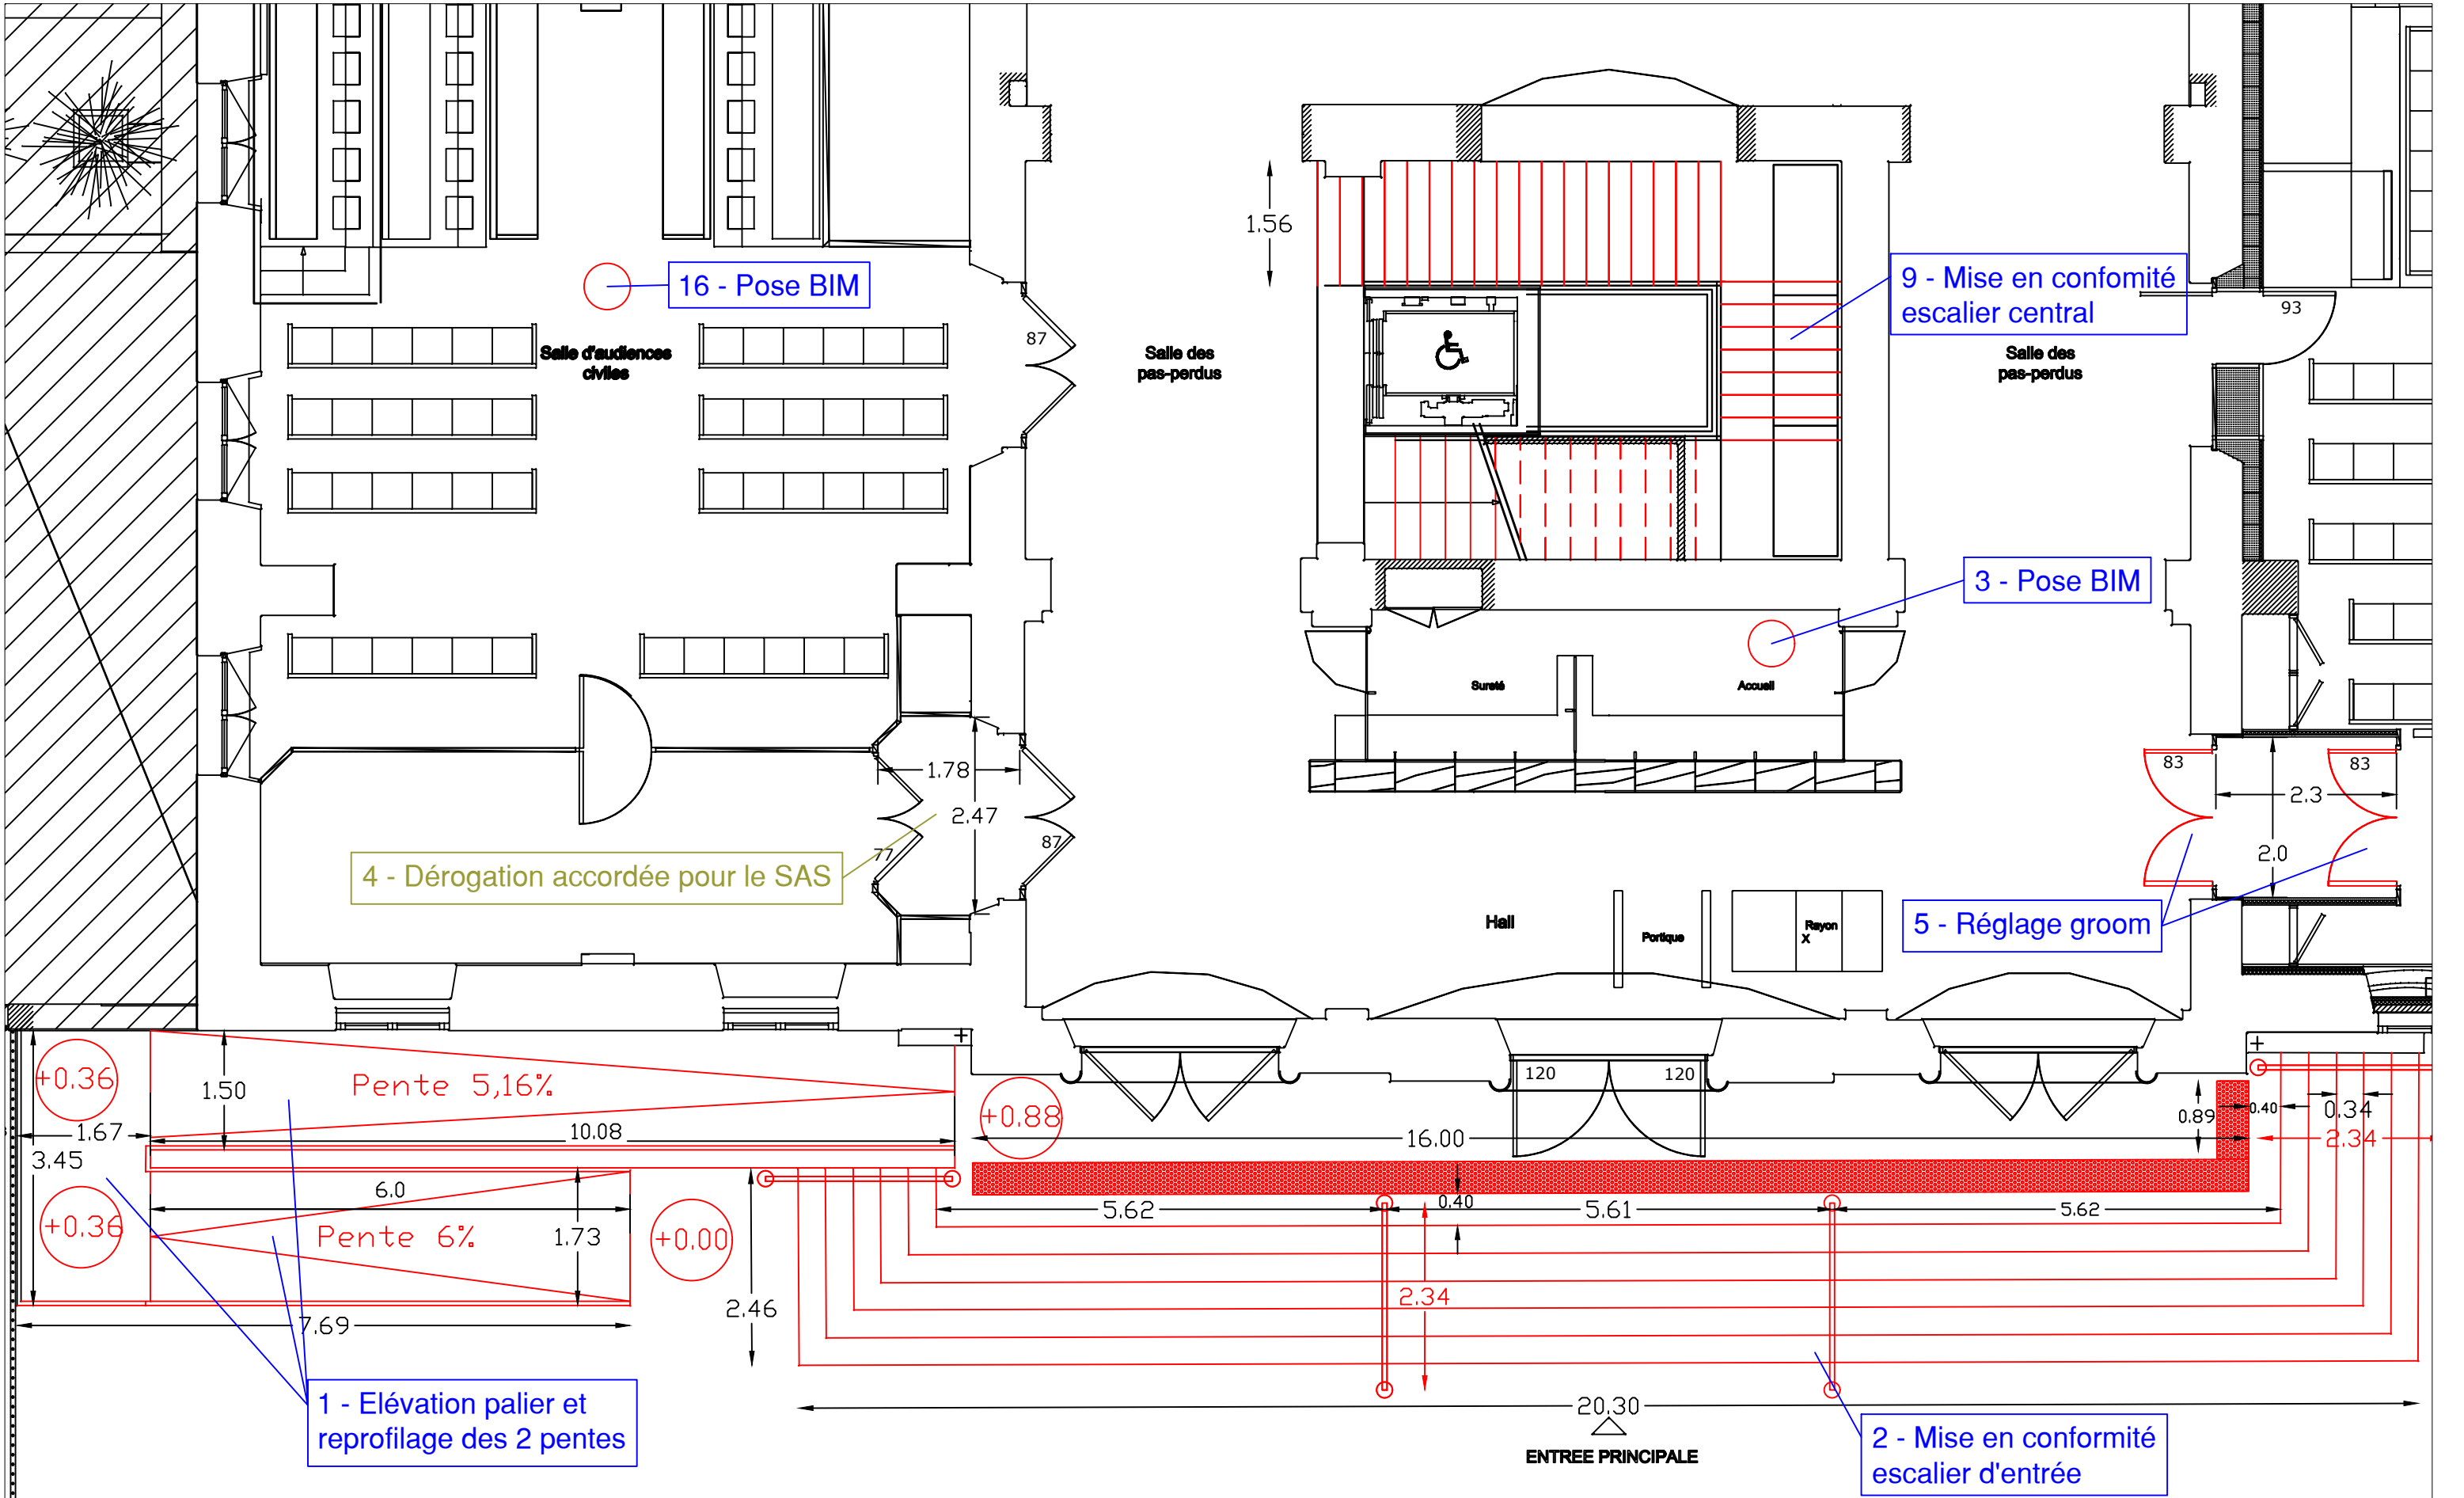 1.56
16 - Pose BIM
9 - Mise en confomité
escalier central
93
87
Salle d'audiences
civiles
Salle des
pas-perdus
Salle des
pas-perdus
3 - Pose BIM
Sureté
Accueil
1.78
2.47
77
87
83
83
2.3
2.0
4 - Dérogation accordée pour le SAS
5 - Réglage groom
Hall
Portique
Rayon
X
+0.36
1.50
Pente 5,16%
1.67
10.08
3.45
+0.88
120
120
16.00
0.89
0.40
0.34
2.34
6.0
+0.36
Pente 6%
1.73
+0.00
5.62
0.40
5.61
5.62
2.46
2.34
7.69
1 - Elévation palier et
reprofilage des 2 pentes
20.30
ENTREE PRINCIPALE
2 - Mise en conformité
escalier d'entrée